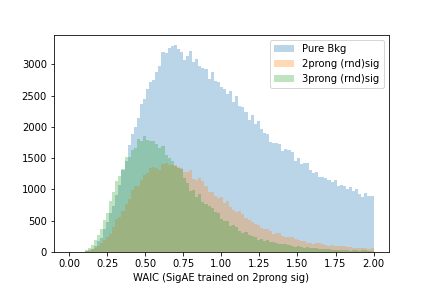 Pure Bkg
2prong (rnd)sig
3prong (rnd)sig
3000
2500
2000
1500
1000
500
0
0.00 0.25 0.50 0.75 1.00 1.25 1.50 1.75 2.00
WAIC (SigAE trained on 2prong sig)